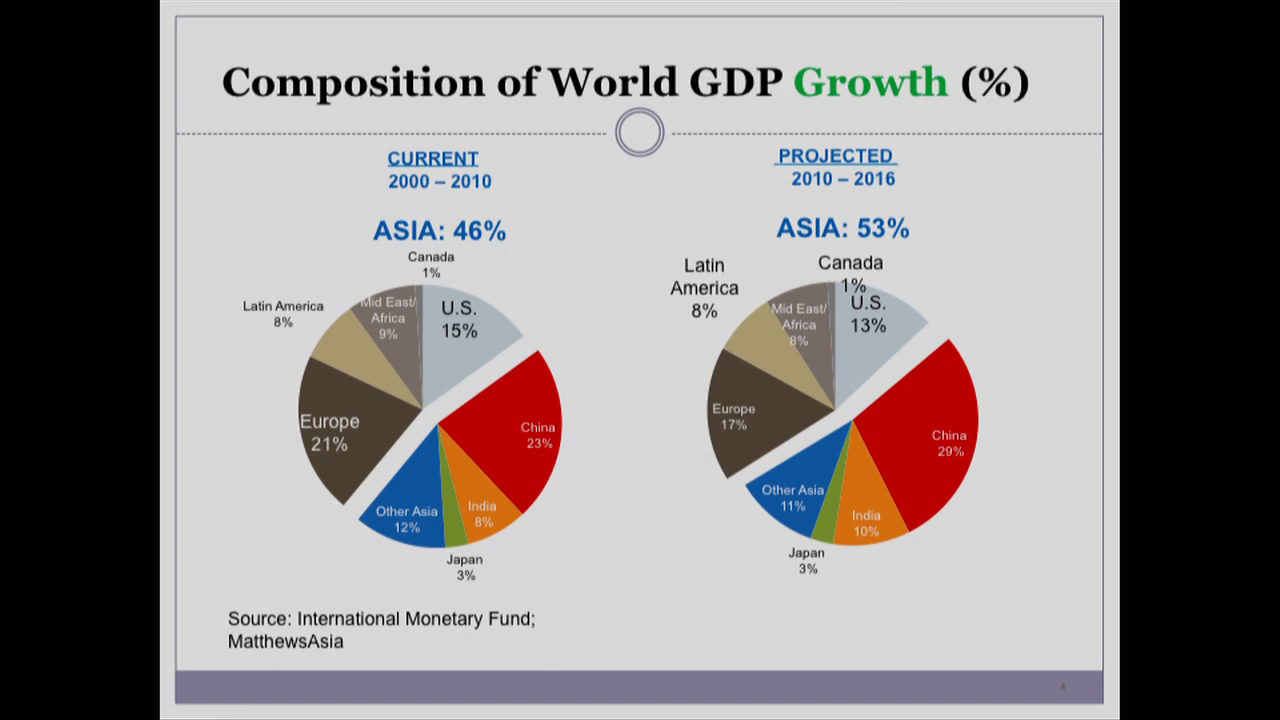 Composition of World GDP Growth (%)
CURRENT
2000 – 2010
ASIA: 46%
Canada
1%
U.S.
15%
Latin America
8%
Mid East/
Africa
9%
Europe
21%
China
23%
Other Asia
12%
India
8%
Japan
3%
PROJECTED
2010 – 2016
ASIA: 53%
Latin
America
8%
Canada
1%
U.S.
13%
Mid East/
Africa
8%
Europe
17%
China
29%
Other Asia
11%
India
10%
Japan
3%
Source: International Monetary Fund;
MatthewsAsia
4